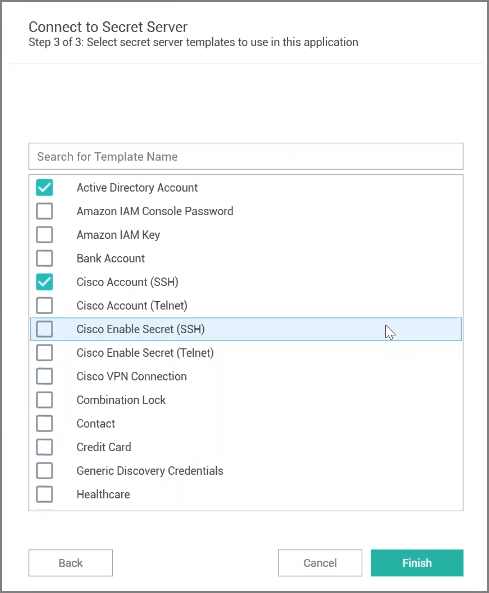 Connect to Secret Server
Step 3 of 3: Select secret server templates to use in this application
Search for Template Name
Active Directory Account
Amazon IAM Console Password
Amazon IAM Key
Bank Account
Cisco Account (SSH)
Cisco Account (Telnet)
Cisco Enable Secret (SSH)
Cisco Enable Secret (Telnet)
Cisco VPN Connection
Combination Lock
Contact
Credit Card
Generic Discovery Credentials
Healthcare
Back
Cancel
Finish